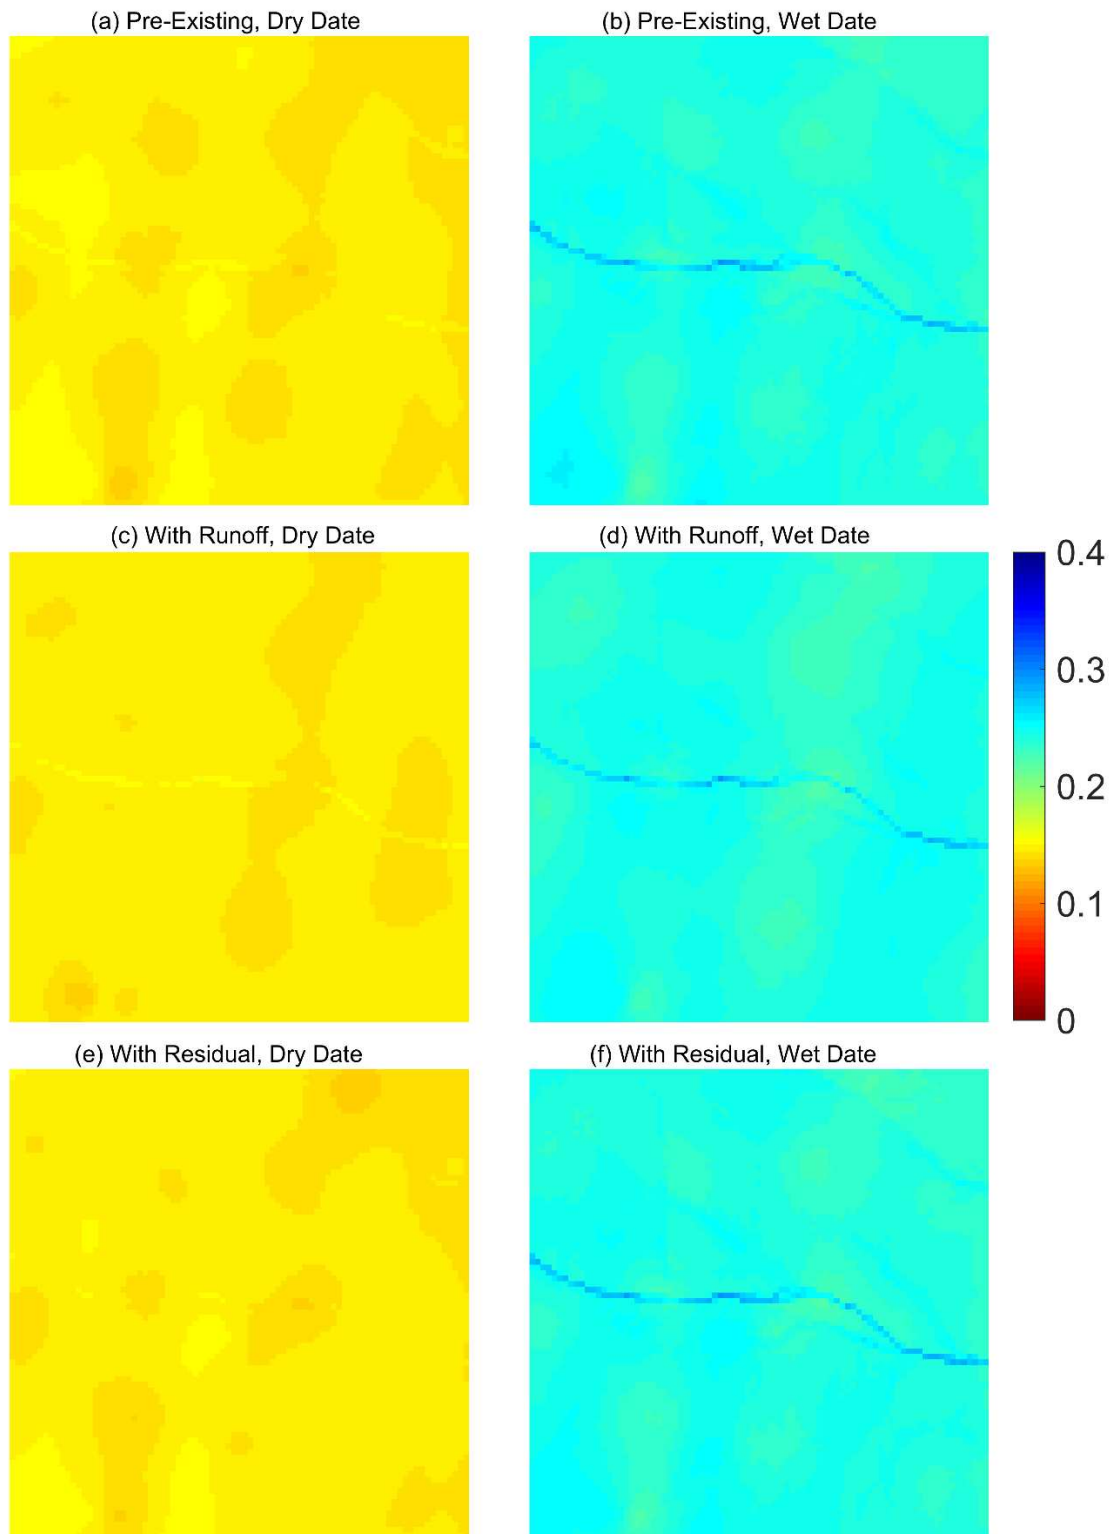 (a) Pre-Existing, Dry Date
(b) Pre-Existing, Wet Date
(c) With Runoff, Dry Date
(d) With Runoff, Wet Date
0.4
0.3
0.2
0.1
0
(e) With Residual, Dry Date
(f) With Residual, Wet Date